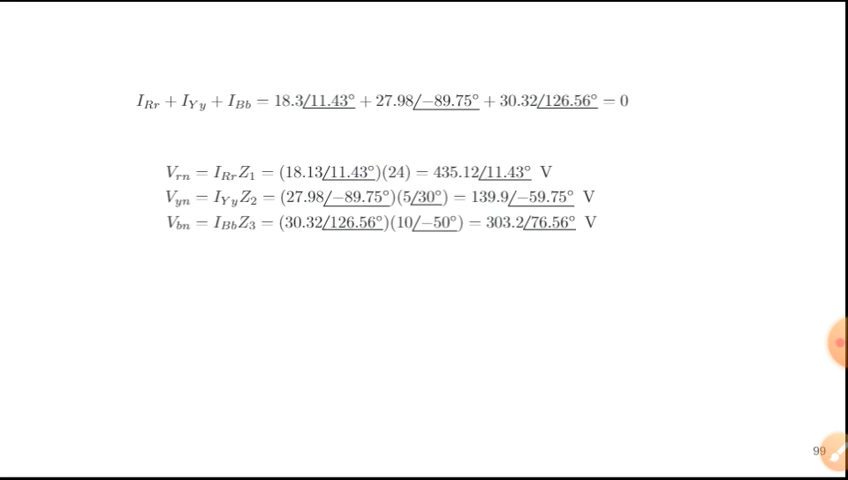 I_{Rr} + I_{Yy} + I_{Bb} = 18.3/11.43° + 27.98/−89.75° + 30.32/126.56° = 0
V_{rn} = I_{Rr}Z_1 = (18.13/11.43°)(24) = 435.12/11.43° V
V_{yn} = I_{Yy}Z_2 = (27.98/−89.75°)(5/30°) = 139.9/−59.75° V
V_{bn} = I_{Bb}Z_3 = (30.32/126.56°)(10/−50°) = 303.2/76.56° V
99